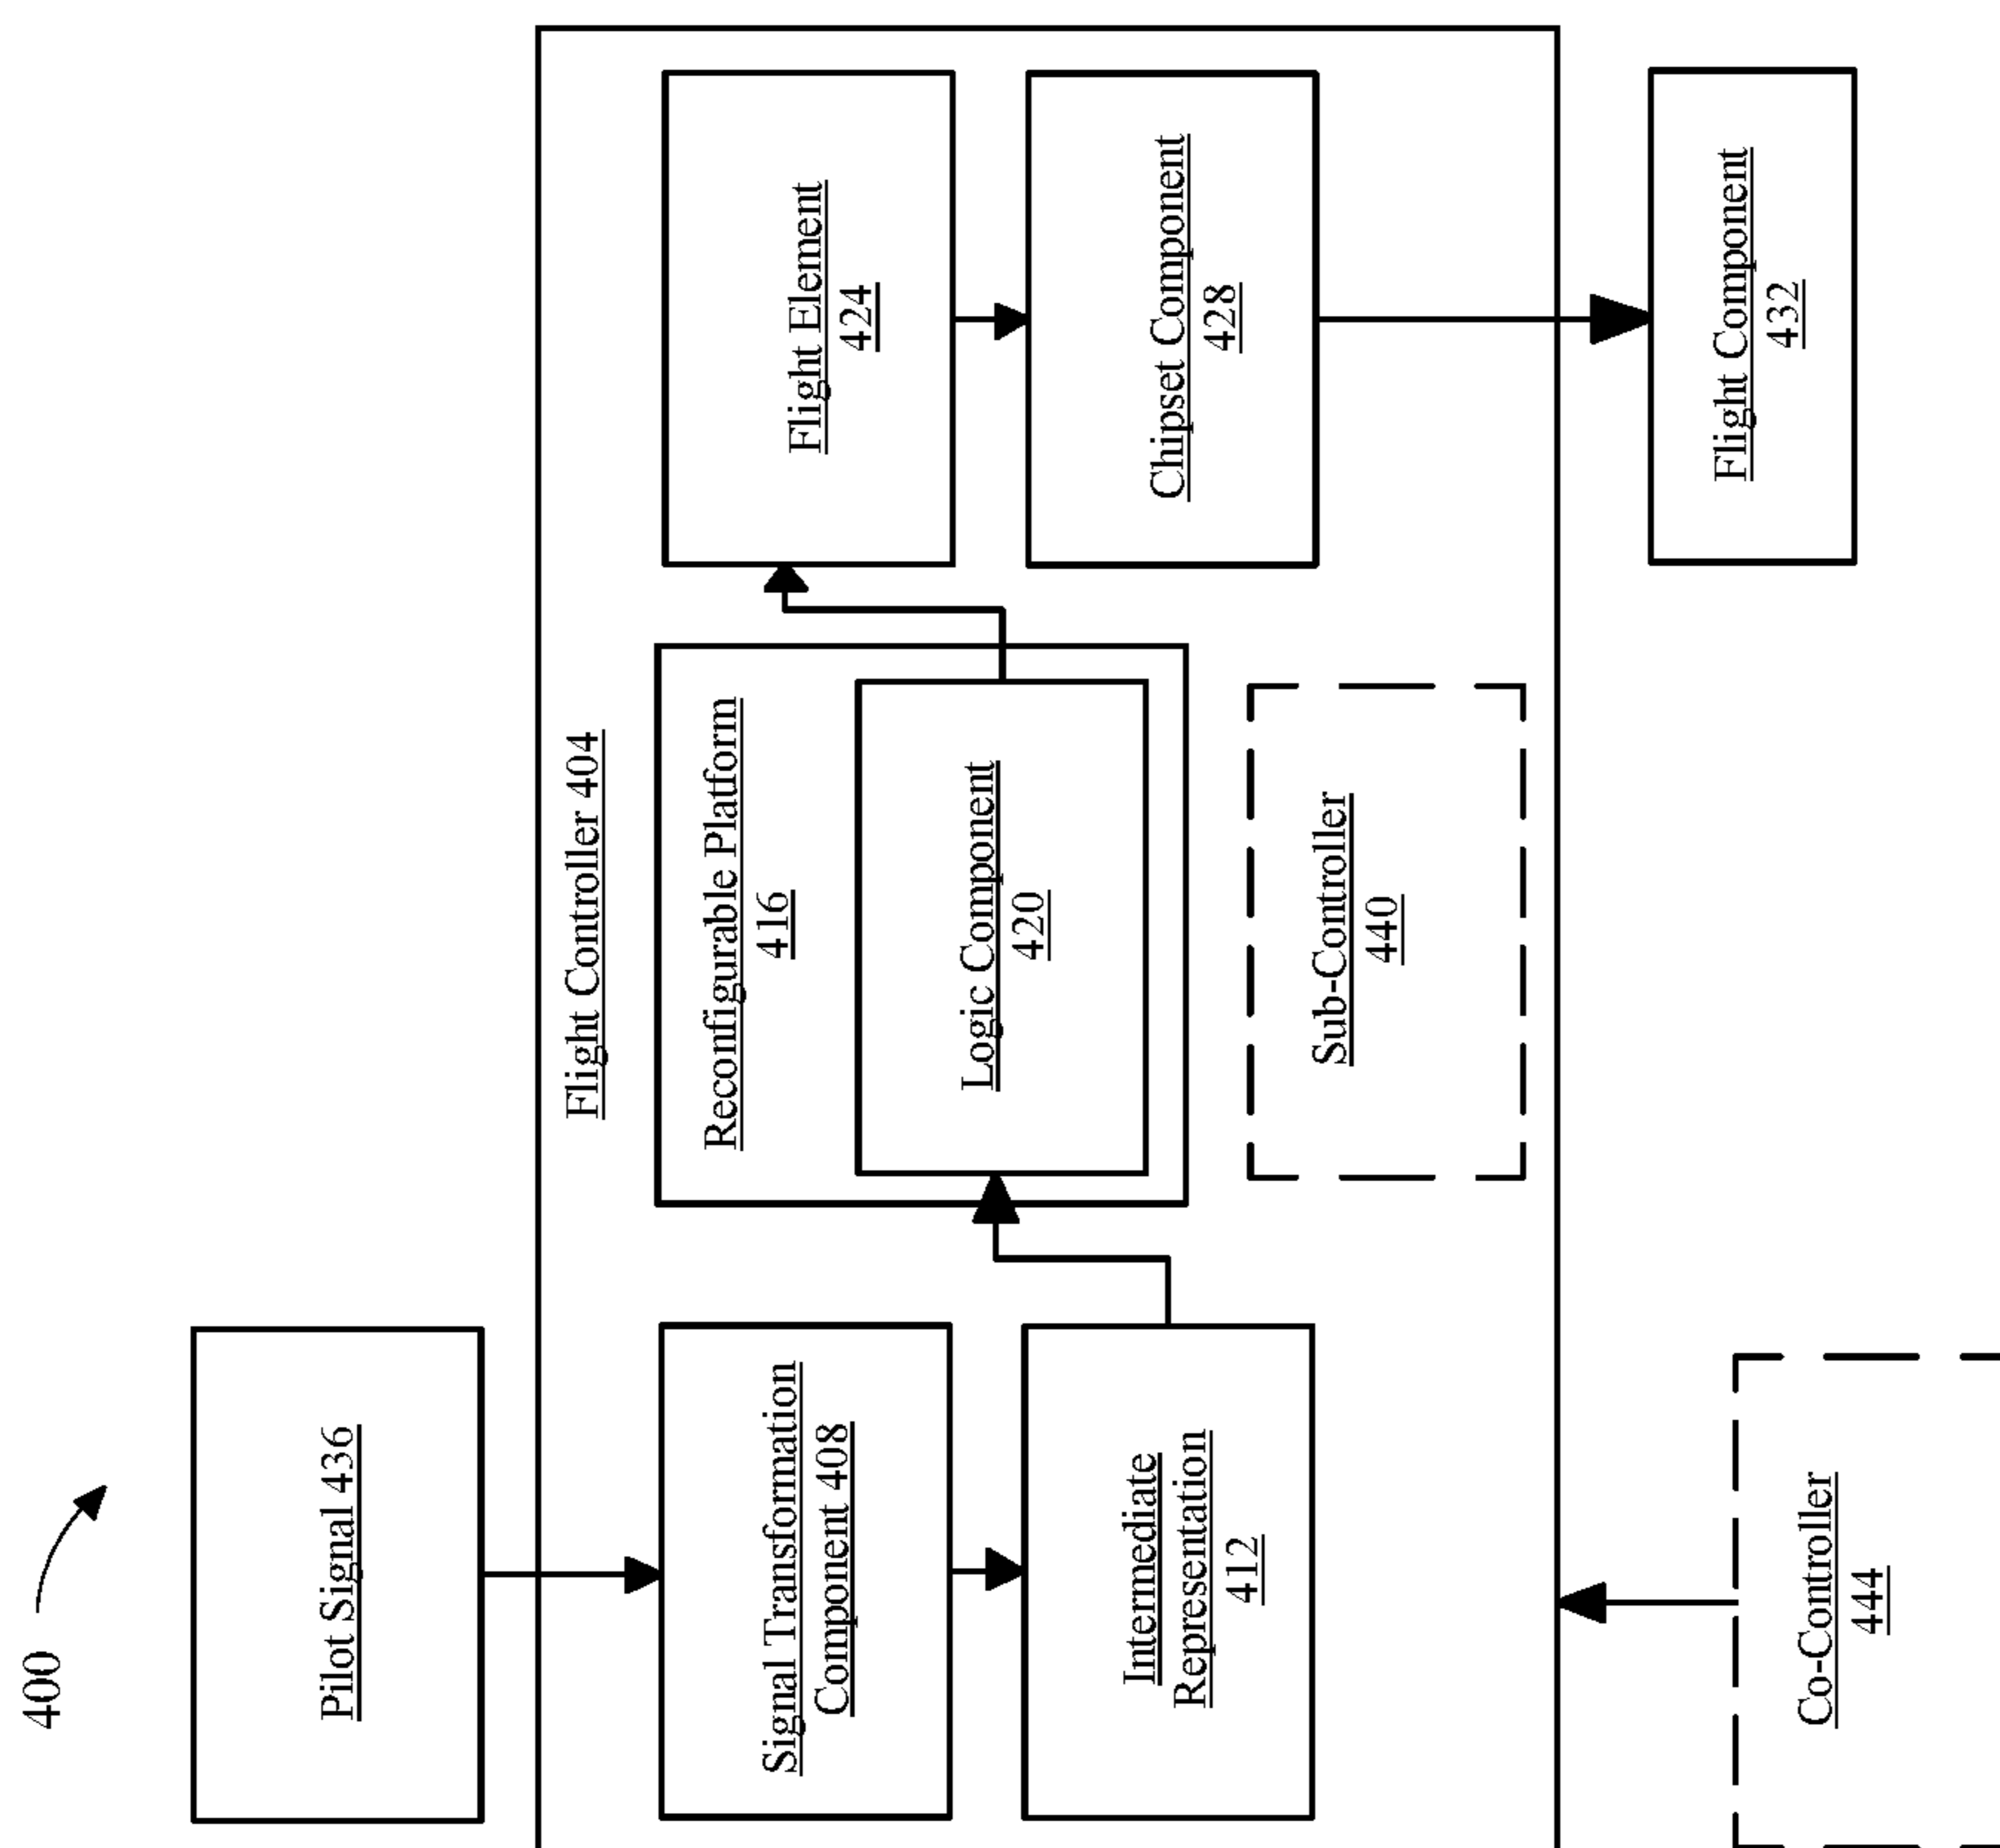 400
Pilot Signal 436
Flight Controller 404
Signal Transformation
Component 408
Intermediate
Representation
412
Reconfigurable Platform
416
Logic Component
420
Sub-Controller
440
Flight Element
424
Chipset Component
428
Co-Controller
444
Flight Component
432